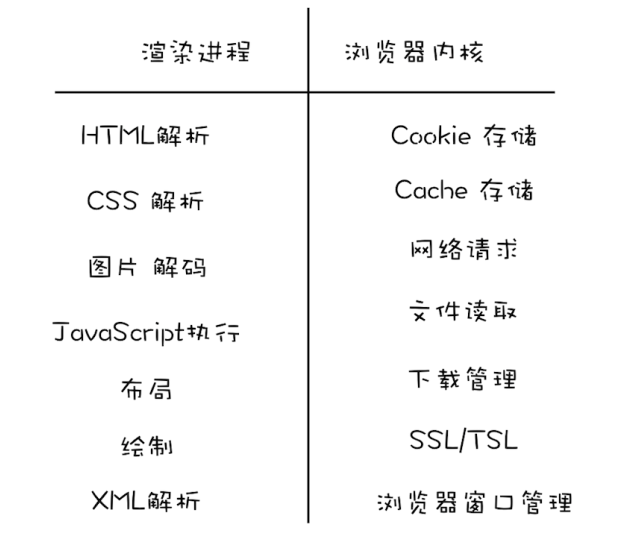 渲染进程
浏览器内核
HTML解析
Cookie 存储
CSS 解析
Cache 存储
图片 解码
网络请求
JavaScript执行
文件读取
布局
下载管理
绘制
SSL/TSL
XML解析
浏览器窗口管理